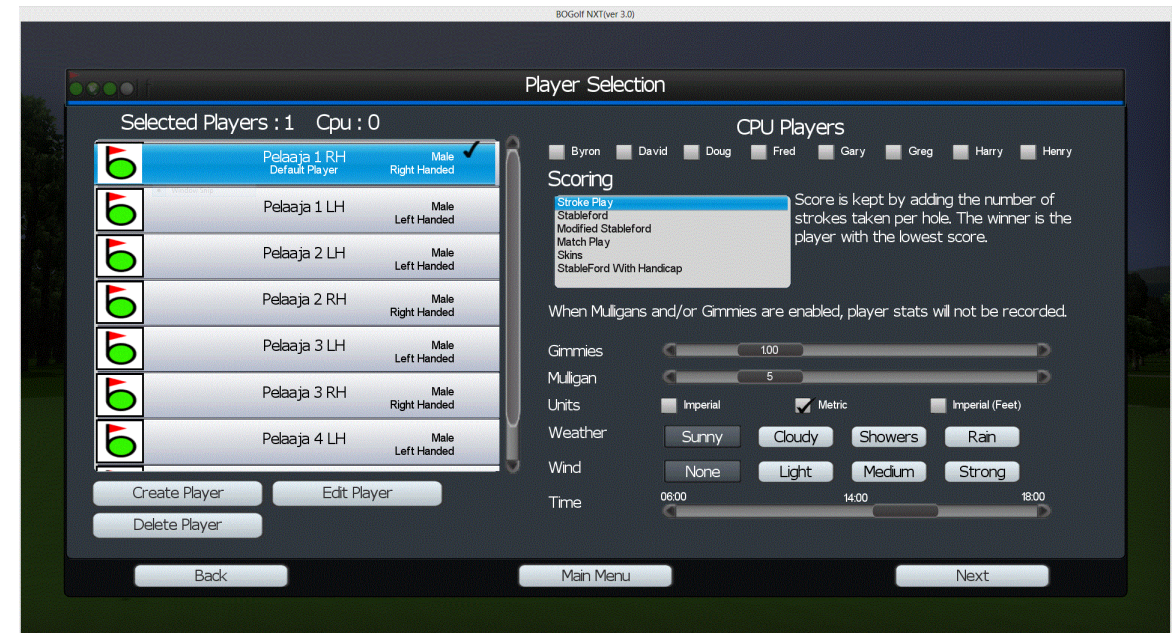 BOGolf NXT(ver 3.0)
Player Selection
Selected Players : 1 Cpu : 0
Pelaaja 1 RH
Default Player
Male
Right Handed
Pelaaja 1 LH
Male
Left Handed
Pelaaja 2 LH
Male
Left Handed
Pelaaja 2 RH
Male
Right Handed
Pelaaja 3 LH
Male
Left Handed
Pelaaja 3 RH
Male
Right Handed
Pelaaja 4 LH
Male
Left Handed
Create Player
Edit Player
Delete Player
CPU Players
Byron David Doug Fred Gary Greg Harry Henry
Scoring
Stroke Play
Stableford
Modified Stableford
Match Play
Skins
StableFord With Handicap
Score is kept by adding the number of
strokes taken per hole. The winner is the
player with the lowest score.
When Mulligans and/or Gimmies are enabled, player stats will not be recorded.
Gimmies 1.00
Mulligan 5
Units Imperial Metric Imperial (Feet)
Weather Sunny Cloudy Showers Rain
Wind None Light Medium Strong
Time 06:00 14:00 18:00
Back
Main Menu
Next